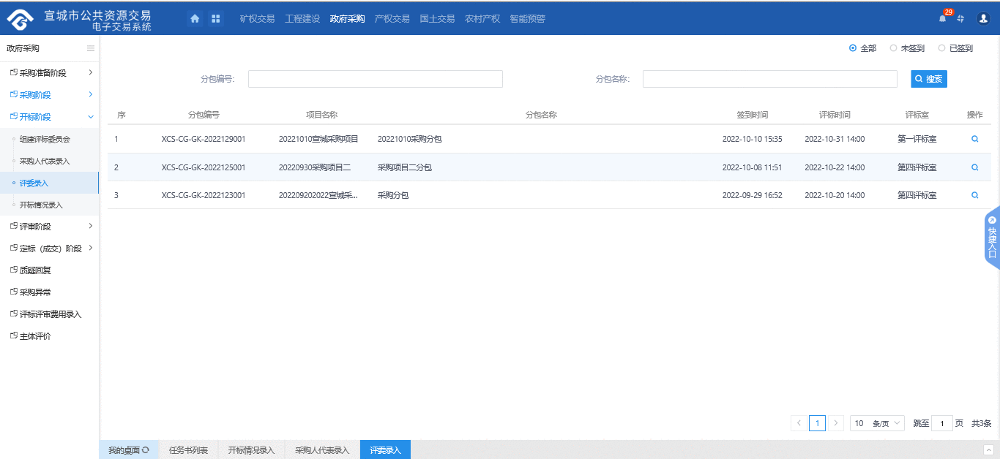 宣城市公共资源交易
电子交易系统
矿权交易 工程建设 政府采购 产权交易 国土交易 农村产权 智能预警
29
政府采购
全部 未签到 已签到
采购准备阶段
采购阶段
开标阶段
组建评标委员会
采购人代表录入
评委录入
开标情况录入
评审阶段
定标（成交）阶段
质疑回复
采购异常
评标评审费用录入
主体评价
分包编号: 分包名称: 搜索
序 分包编号 项目名称 分包名称 签到时间 评标时间 评标室 操作
1 XCS-CG-GK-2022129001 20221010宣城采购项目 20221010采购分包 2022-10-10 15:35 2022-10-31 14:00 第一评标室
2 XCS-CG-GK-2022125001 20220930采购项目二 采购项目二分包 2022-10-08 11:51 2022-10-22 14:00 第四评标室
3 XCS-CG-GK-2022123001 202209202022宣城采... 采购分包 2022-09-29 16:52 2022-10-20 14:00 第四评标室
快捷入口
1 10 条/页 跳至 1 页 共3条
我的桌面 任务书列表 开标情况录入 采购人代表录入 评委录入